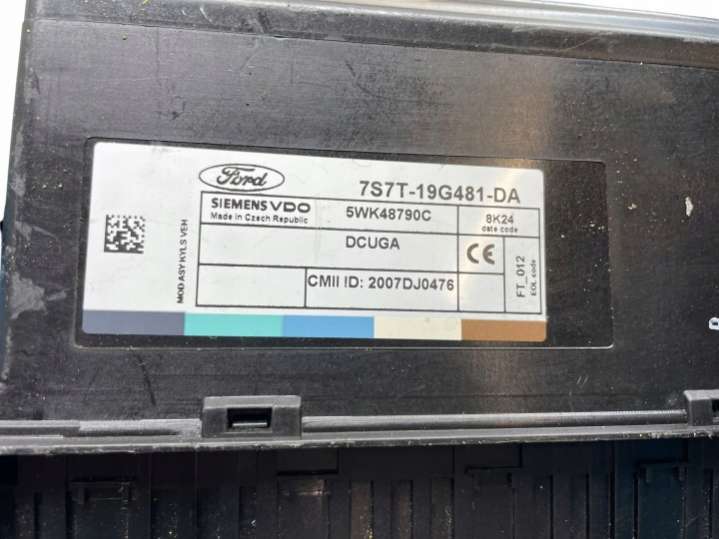 Ford
7S7T-19G481-DA
SIEMENS VDO
Made in Czech Republic
5WK48790C
8K24
date code
DCUGA
CMII ID: 2007DJ0476
CE
FT_012
EOL code
MOD ASY KYLS VEH